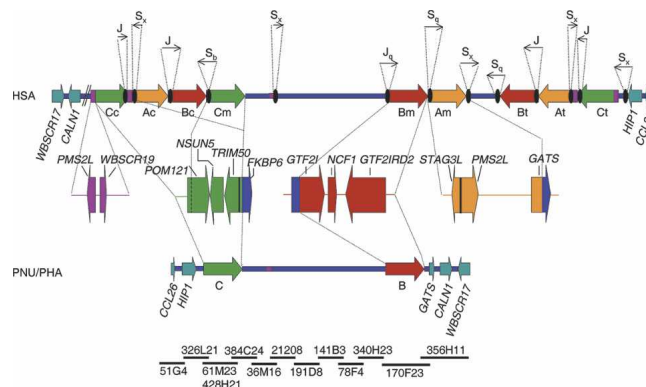 J Sx J Sb Sx Jq Sq Sx Sq Sx J Sx
HSA
Cc Ac Bc Cm Bm Am Bt At Ct
WBSCR17 CALN1 HIP1
NSUN5 TRIM50
PMS2L WBSCR19 POM121 FKBP6 GTF2I NCF1 GTF2IRD2 STAG3L PMS2L GATS
PNU/PHA
C B
CCL26 HIP1 GATS CALN1 WBSCR17
326L21 384C24 21208 141B3 340H23 356H11
51G4 61M23 36M16 191D8 78F4 170F23
428H21